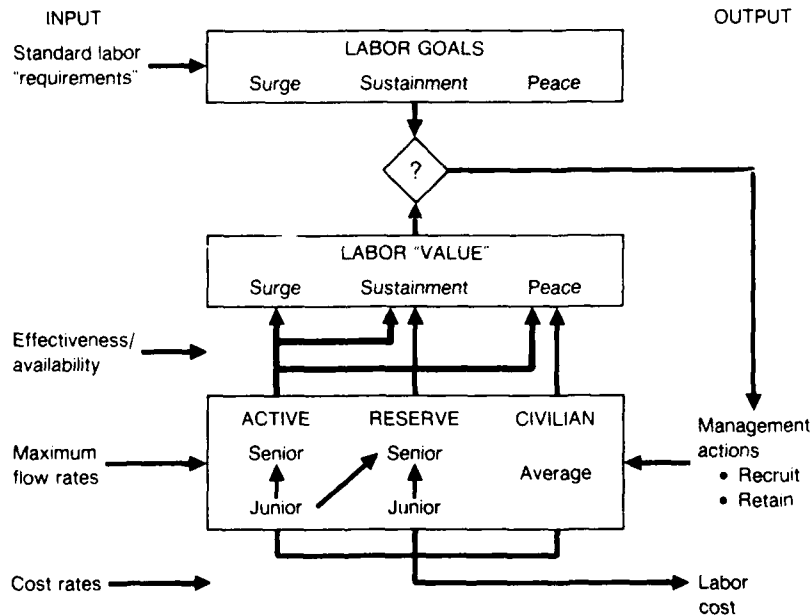 INPUT
OUTPUT
Standard labor
"requirements"
LABOR GOALS
Surge Sustainment Peace
?
LABOR "VALUE"
Surge Sustainment Peace
Effectiveness/
availability
ACTIVE RESERVE CIVILIAN
Senior Senior
Average
Junior Junior
Maximum
flow rates
Management
actions
• Recruit
• Retain
Cost rates
Labor
cost